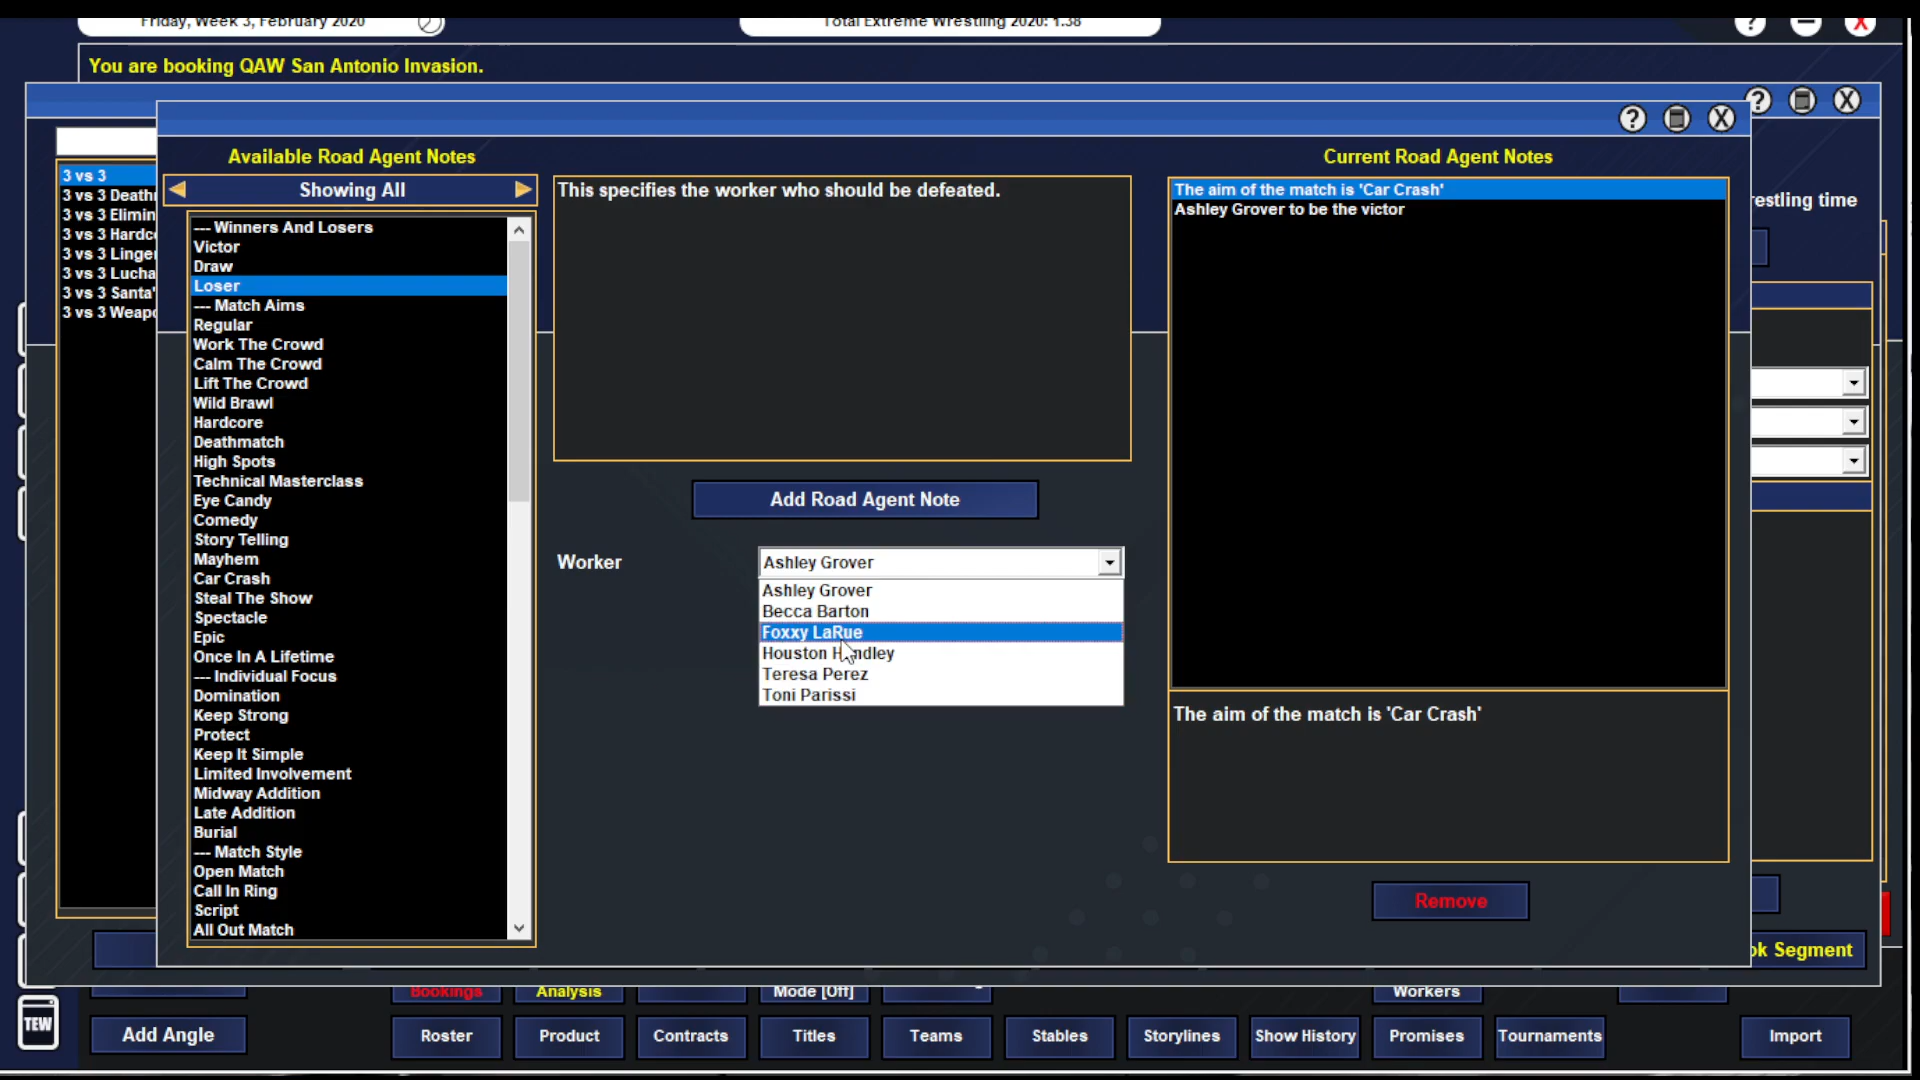 Friday, Week 3, February 2020
Total Extreme Wrestling 2020: 1.38
?
X
You are booking QAW San Antonio Invasion.
? X
? X
Available Road Agent Notes
Showing All
--- Winners And Losers
Victor
Draw
Loser
--- Match Aims
Regular
Work The Crowd
Calm The Crowd
Lift The Crowd
Wild Brawl
Hardcore
Deathmatch
High Spots
Technical Masterclass
Eye Candy
Comedy
Story Telling
Mayhem
Car Crash
Steal The Show
Spectacle
Epic
Once In A Lifetime
--- Individual Focus
Domination
Keep Strong
Protect
Keep It Simple
Limited Involvement
Midway Addition
Late Addition
Burial
--- Match Style
Open Match
Call In Ring
Script
All Out Match
3 vs 3
3 vs 3 Deathr
3 vs 3 Elimin
3 vs 3 Hardc
3 vs 3 Linge
3 vs 3 Lucha
3 vs 3 Santa'
3 vs 3 Weap
This specifies the worker who should be defeated.
Add Road Agent Note
Worker
Ashley Grover
Ashley Grover
Becca Barton
Foxxy LaRue
Houston Handley
Teresa Perez
Toni Parissi
Current Road Agent Notes
The aim of the match is 'Car Crash'
Ashley Grover to be the victor
The aim of the match is 'Car Crash'
Remove
restling time
ok Segment
Bookings
Analysis
Mode [Off]
Workers
TEW
Add Angle
Roster
Product
Contracts
Titles
Teams
Stables
Storylines
Show History
Promises
Tournaments
Import